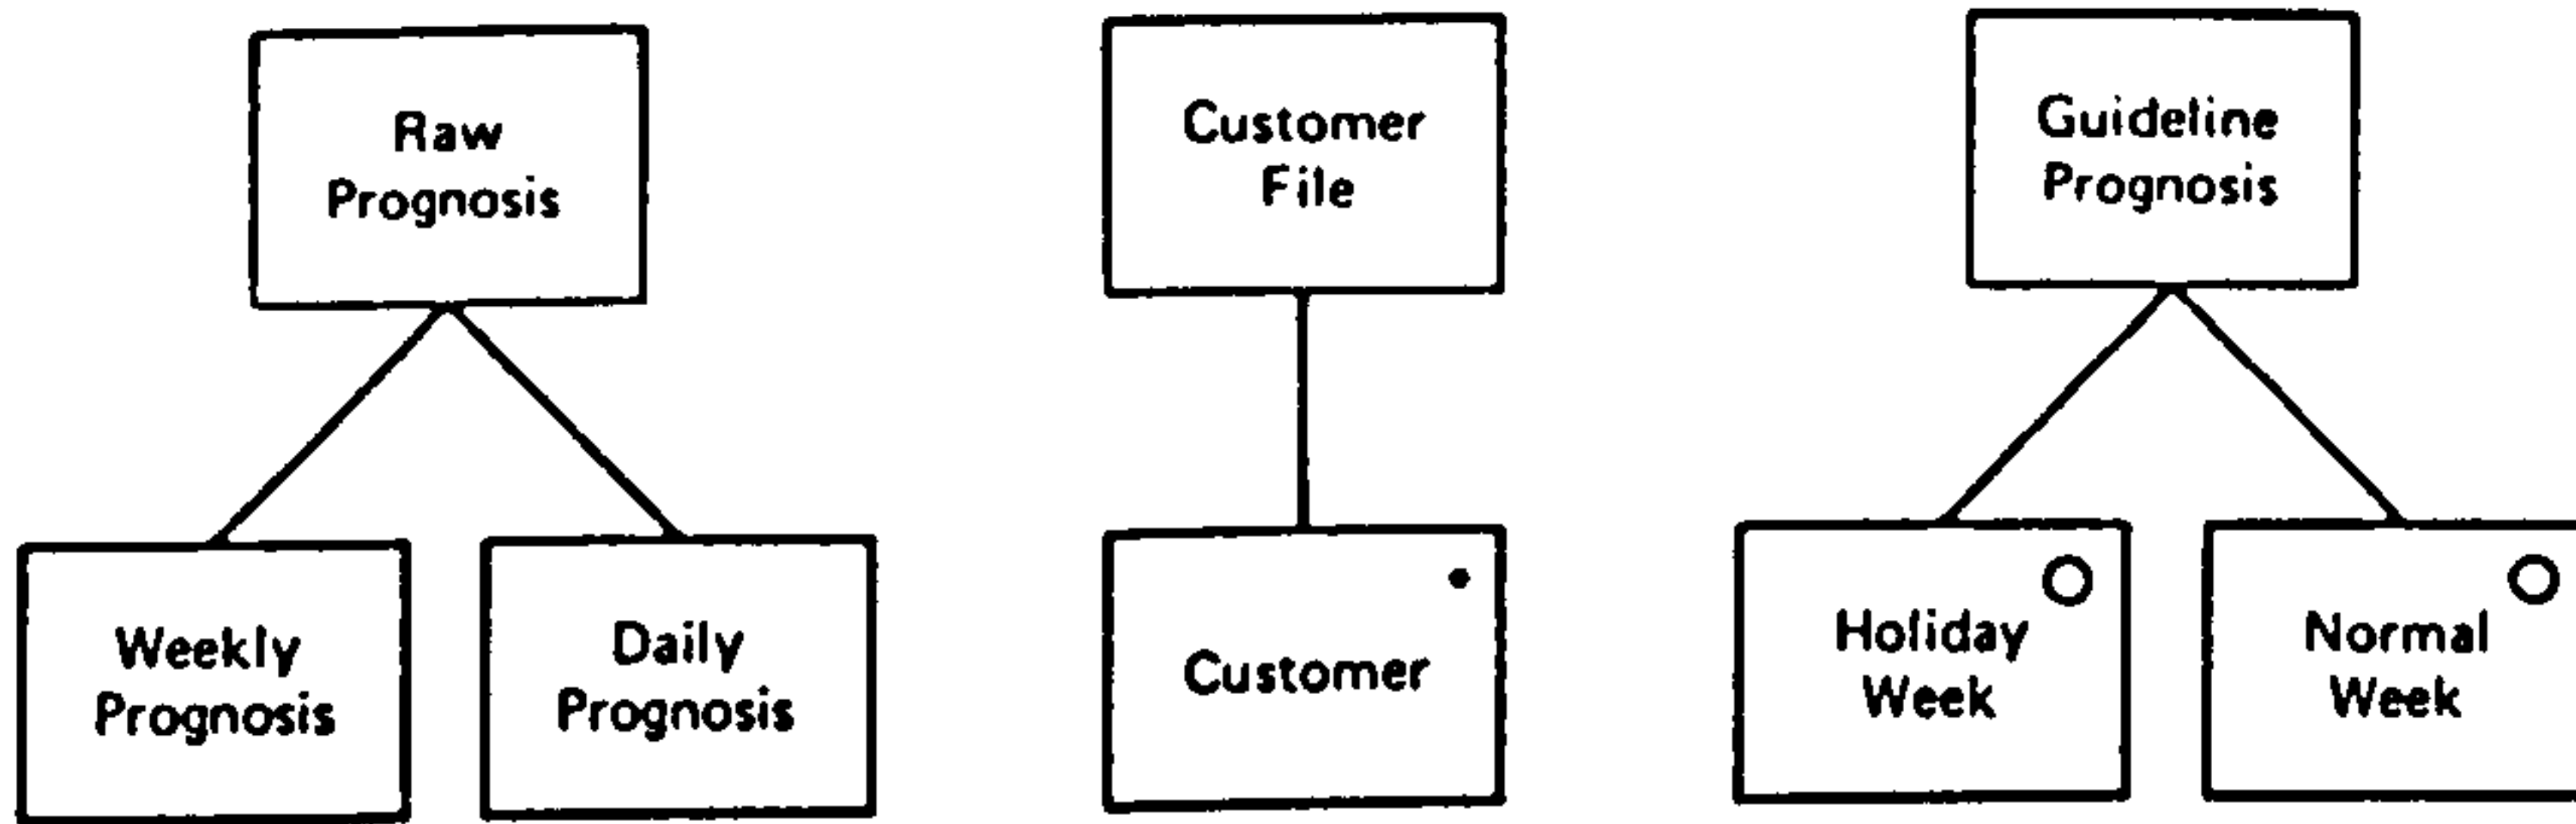 Raw
Prognosis
Customer
File
Guideline
Prognosis
Weekly
Prognosis
Daily
Prognosis
Customer
Holiday
Week
Normal
Week